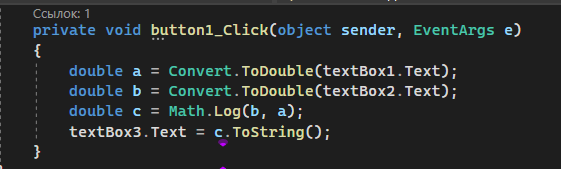 Ссылок: 1
private void button1_Click(object sender, EventArgs e)
{
double a = Convert.ToDouble(textBox1.Text);
double b = Convert.ToDouble(textBox2.Text);
double c = Math.Log(b, a);
textBox3.Text = c.ToString();
}